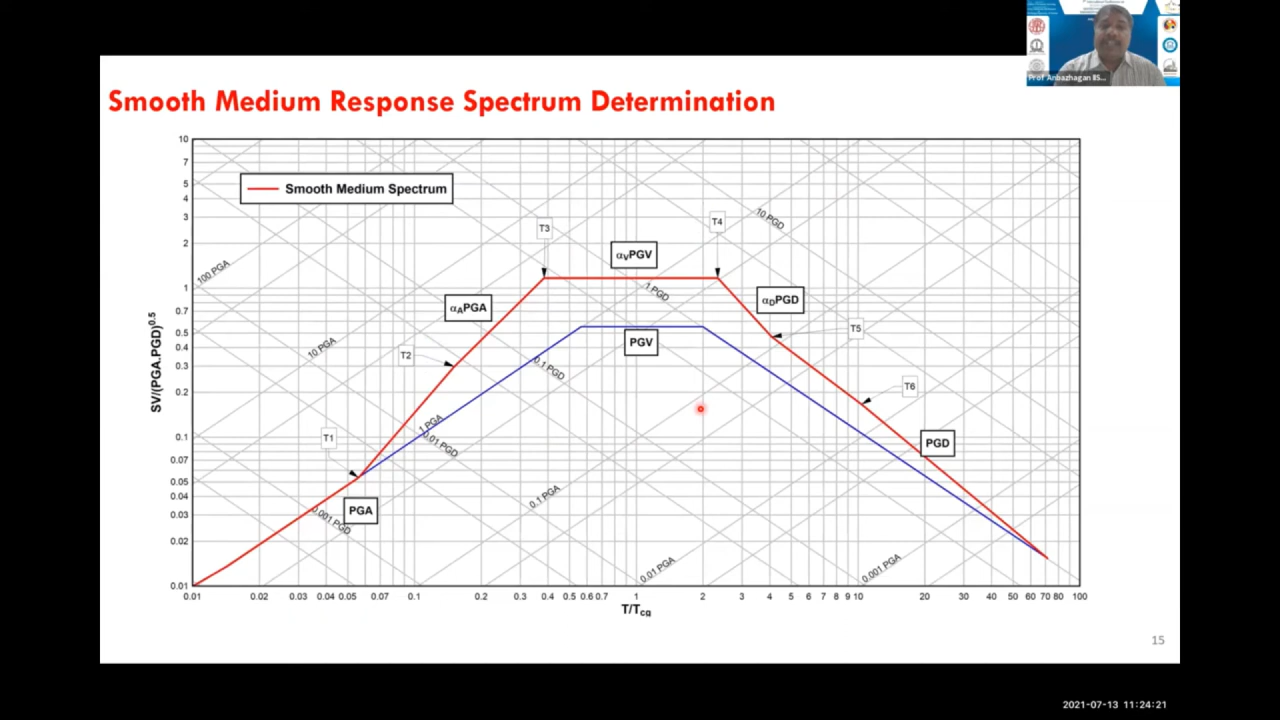 Prof Anbazhagan IIS...
Smooth Medium Response Spectrum Determination
Smooth Medium Spectrum
T3
T4
10 PGD
αVPGV
100 PGA
1 PGD
αDPGD
αAPGA
T5
PGV
10 PGA
T2
0.1 PGD
T6
1 PGA
0.01 PGD
T1
PGD
0.1 PGA
PGA
0.001 PGD
0.01 PGA
0.001 PGA
SV/(PGA.PGD)0.5
10
7
5
4
3
2
1
0.7
0.5
0.4
0.3
0.2
0.1
0.07
0.05
0.04
0.03
0.02
0.01
0.01 0.02 0.03 0.04 0.05 0.07 0.1 0.2 0.3 0.4 0.5 0.6 0.7 1 2 3 4 5 6 7 8 9 10 20 30 40 50 60 70 80 100
T/Tcg
15
2021-07-13 11:24:21